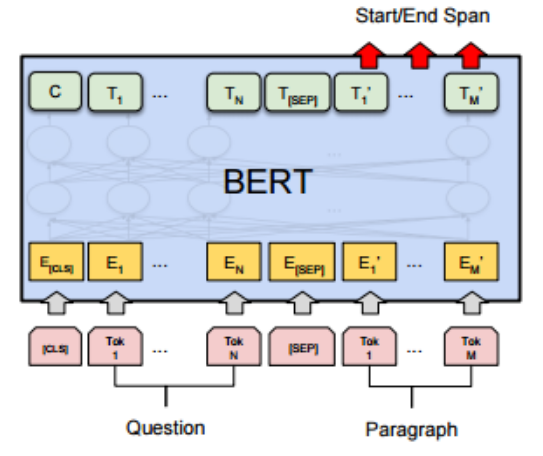 Start/End Span
C T1 ... TN T[SEP] T1' ... TM'
...
BERT
...
E[CLS] E1 ... EN E[SEP] E1' ... EM'
[CLS] Tok 1 ... Tok N [SEP] Tok 1 ... Tok M
Question Paragraph